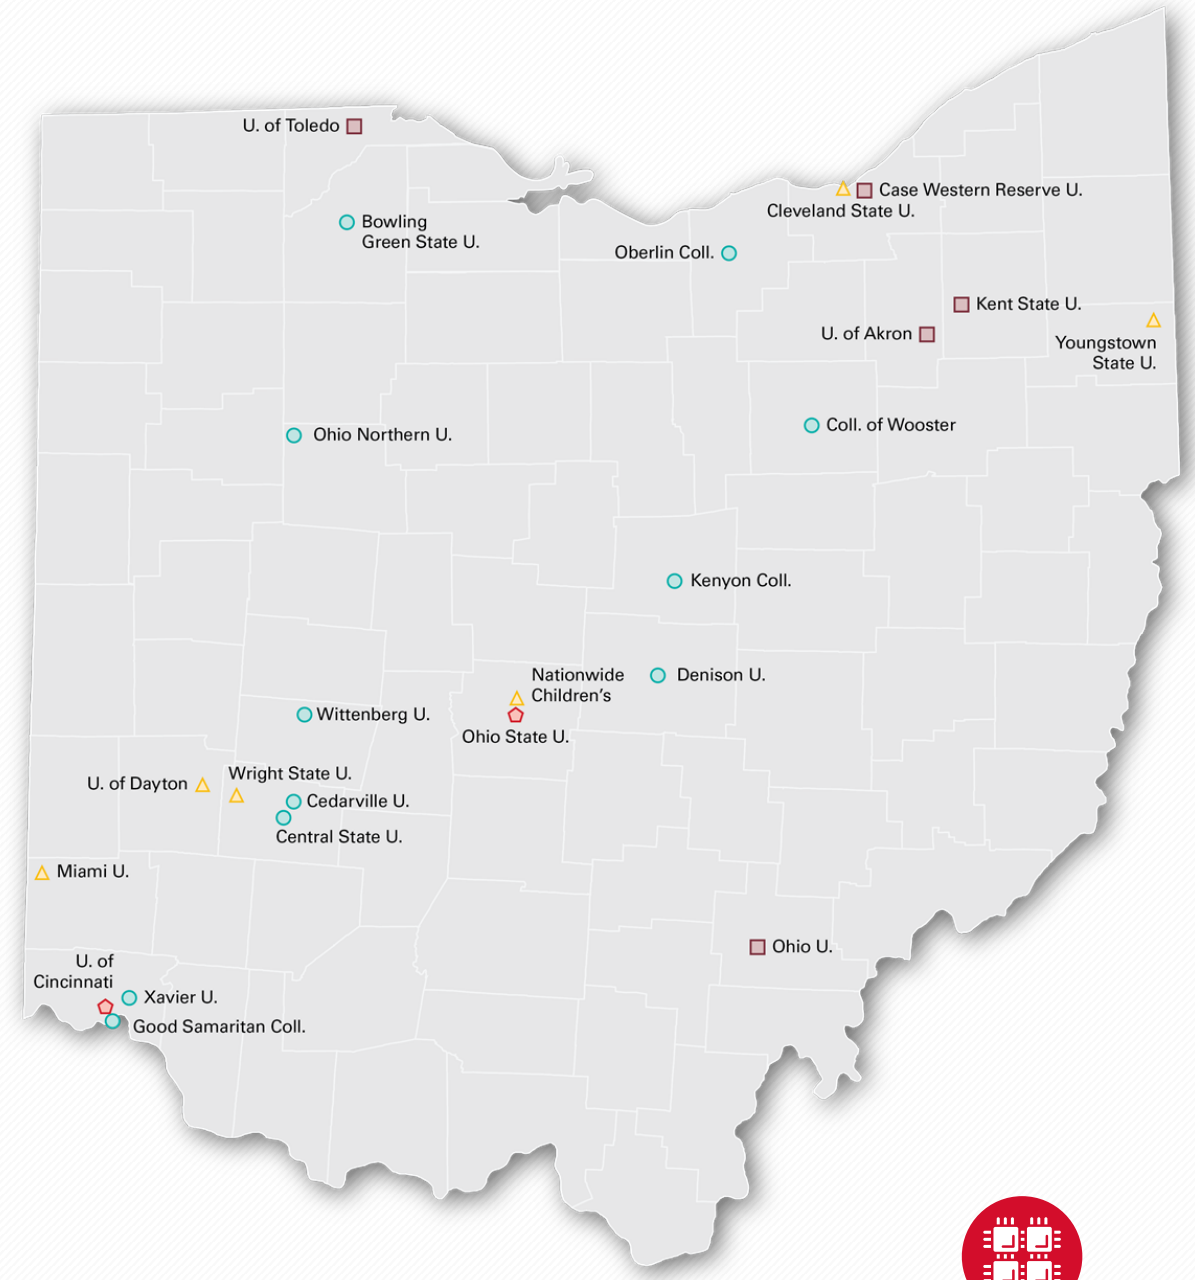 U. of Toledo
Case Western Reserve U.
Cleveland State U.
Bowling
Green State U.
Oberlin Coll.
Kent State U.
U. of Akron
Youngstown
State U.
Coll. of Wooster
Ohio Northern U.
Kenyon Coll.
Nationwide
Children's
Denison U.
Wittenberg U.
Ohio State U.
Wright State U.
U. of Dayton
Cedarville U.
Central State U.
Miami U.
Ohio U.
U. of
Cincinnati
Xavier U.
Good Samaritan Coll.